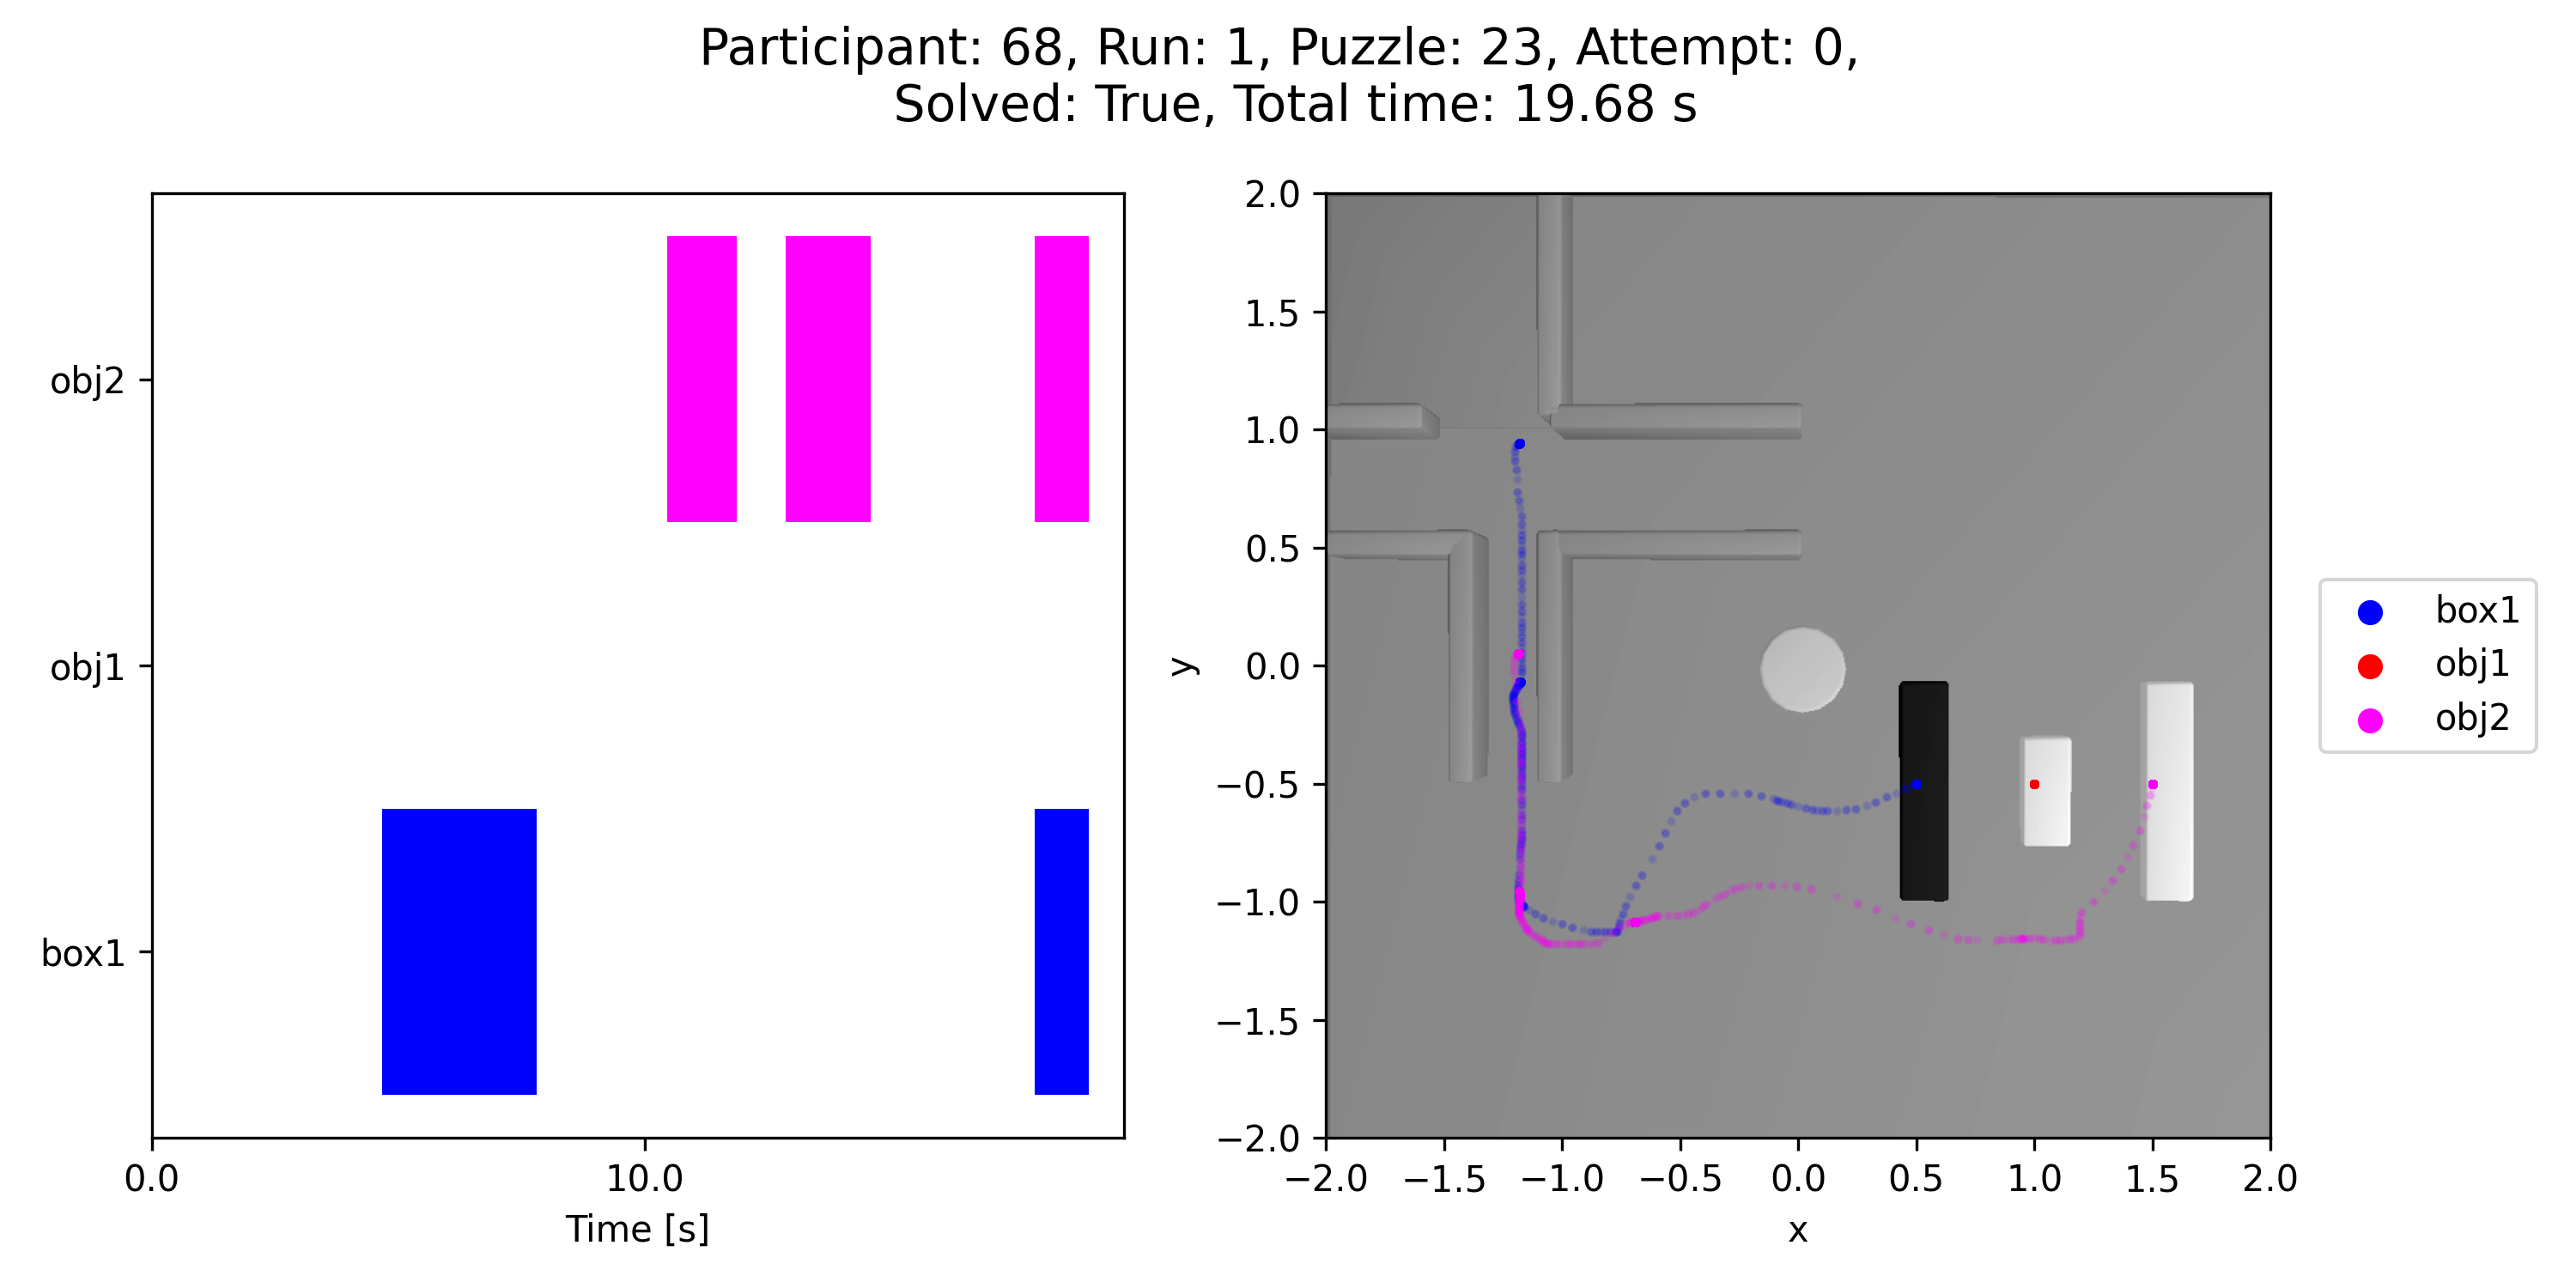 Participant: 68, Run: 1, Puzzle: 23, Attempt: 0,
Solved: True, Total time: 19.68 s
obj2
obj1
box1
0.0
10.0
Time [s]
2.0
1.5
1.0
0.5
0.0
−0.5
−1.0
−1.5
−2.0
y
−2.0
−1.5
−1.0
−0.5
0.0
0.5
1.0
1.5
2.0
x
box1
obj1
obj2